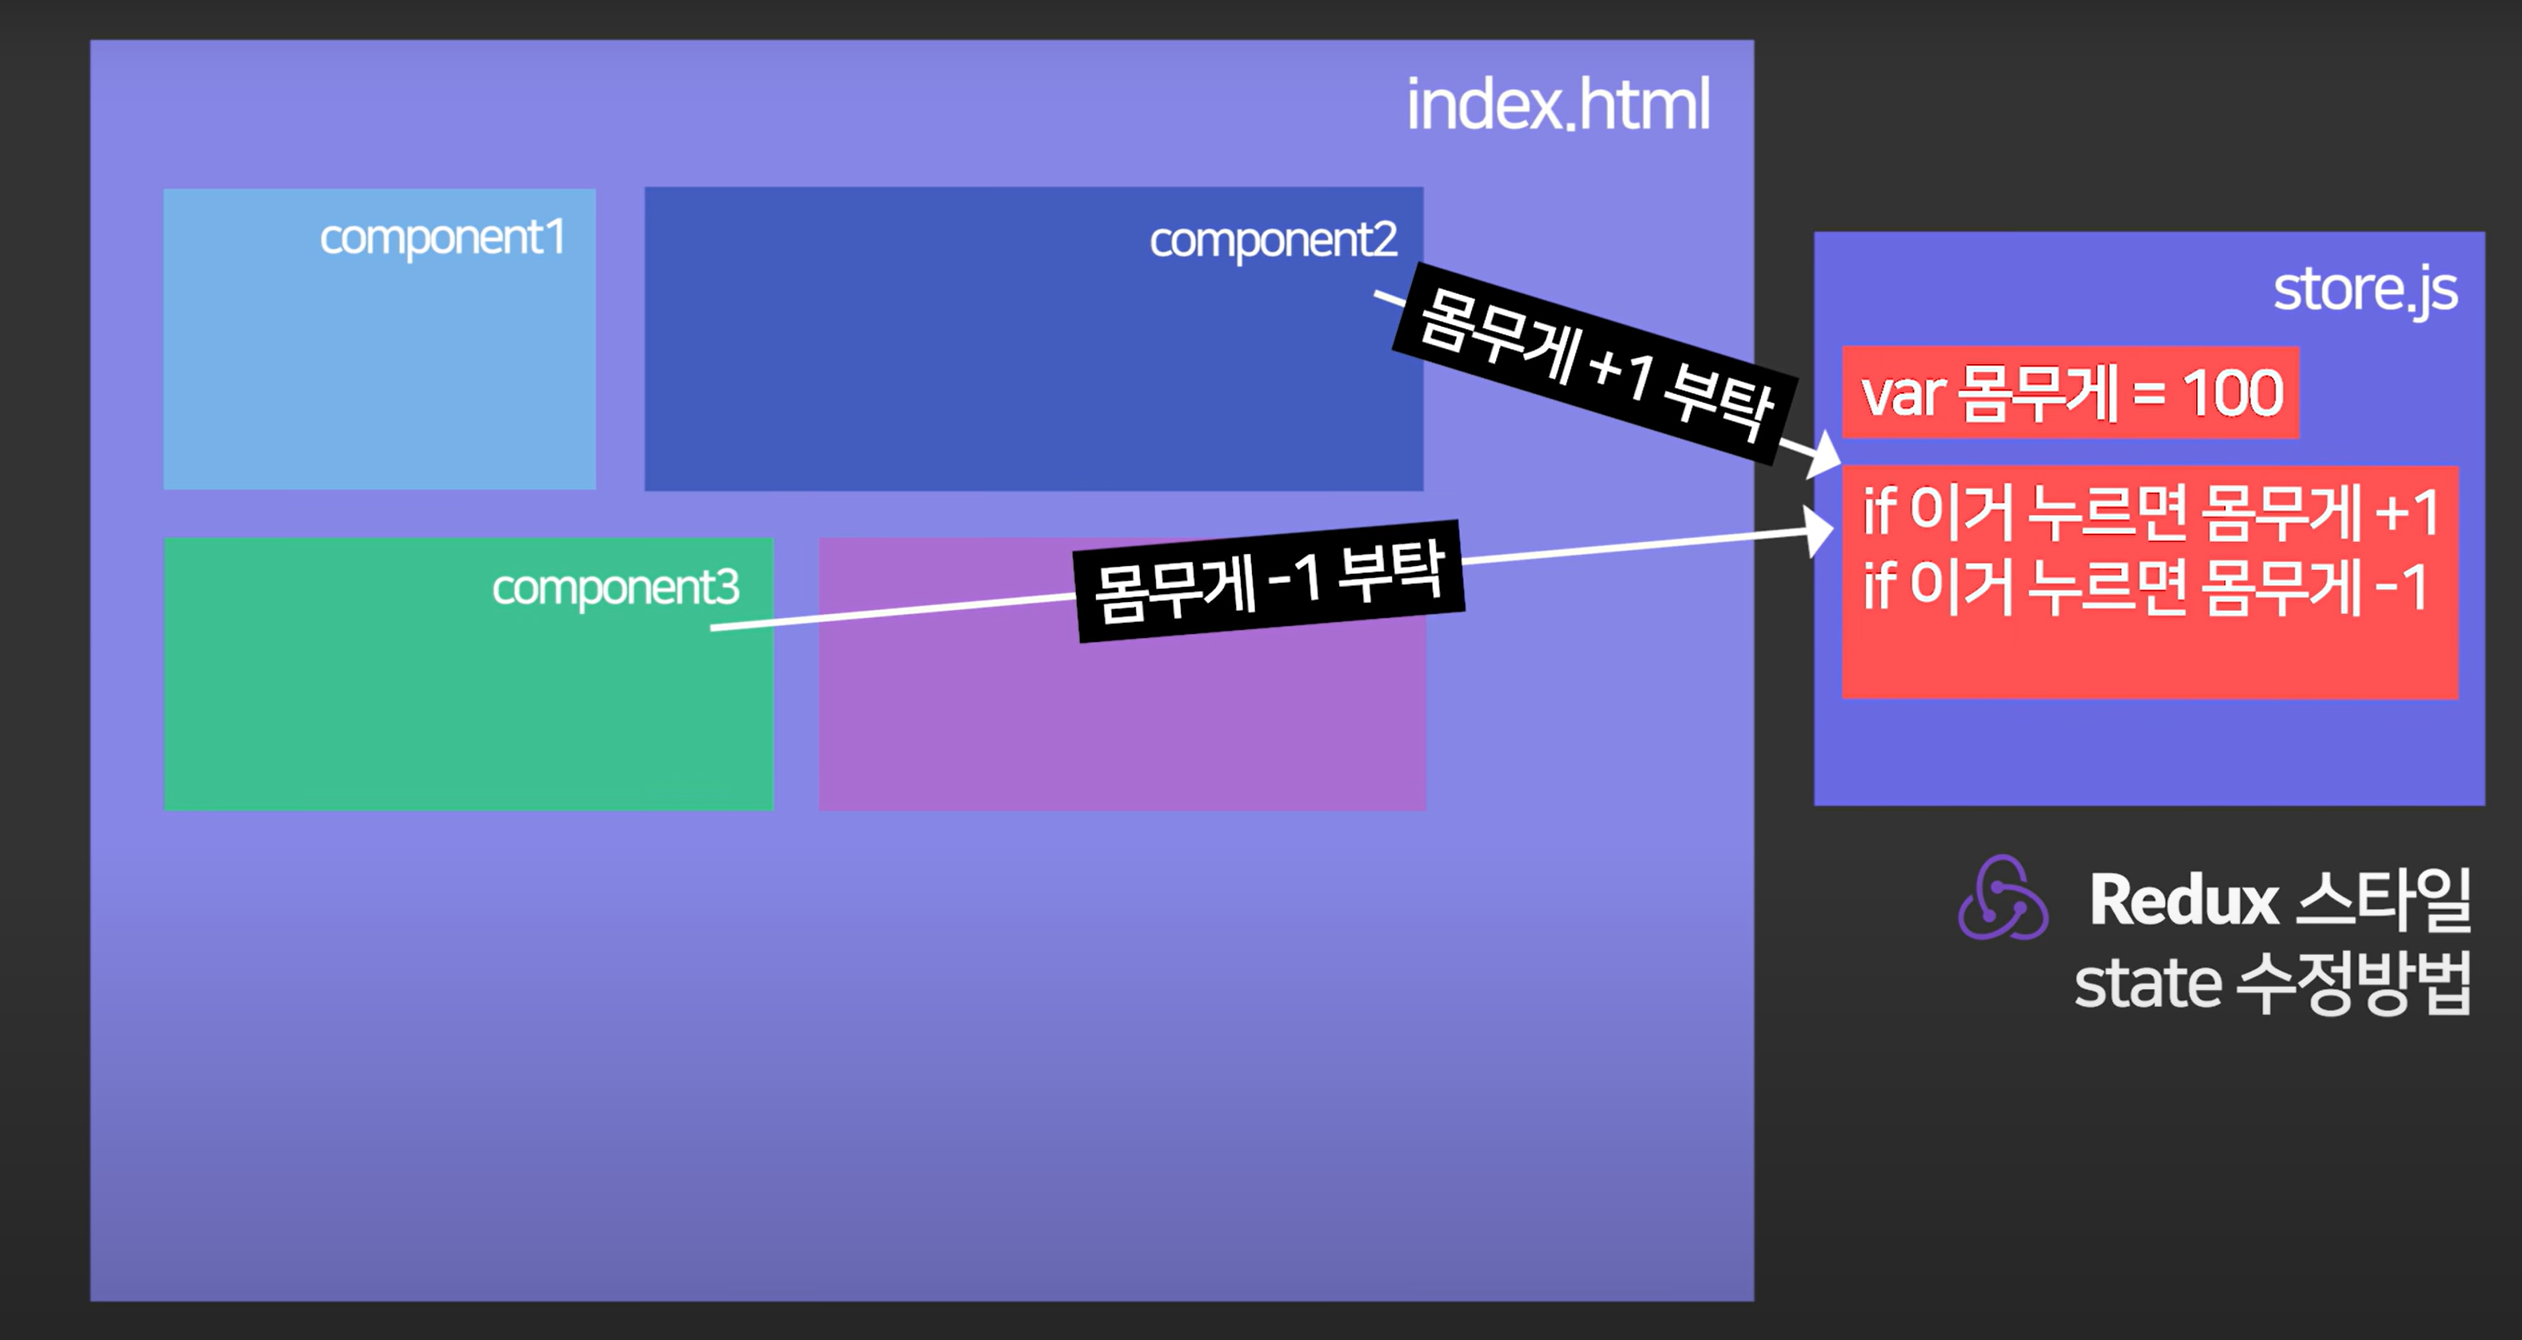 index.html
component1
component2
몸무게 +1 부탁
component3
몸무게 -1 부탁
store.js
var 몸무게 = 100
if 이거 누르면 몸무게 +1
if 이거 누르면 몸무게 -1
Redux 스타일
state 수정방법